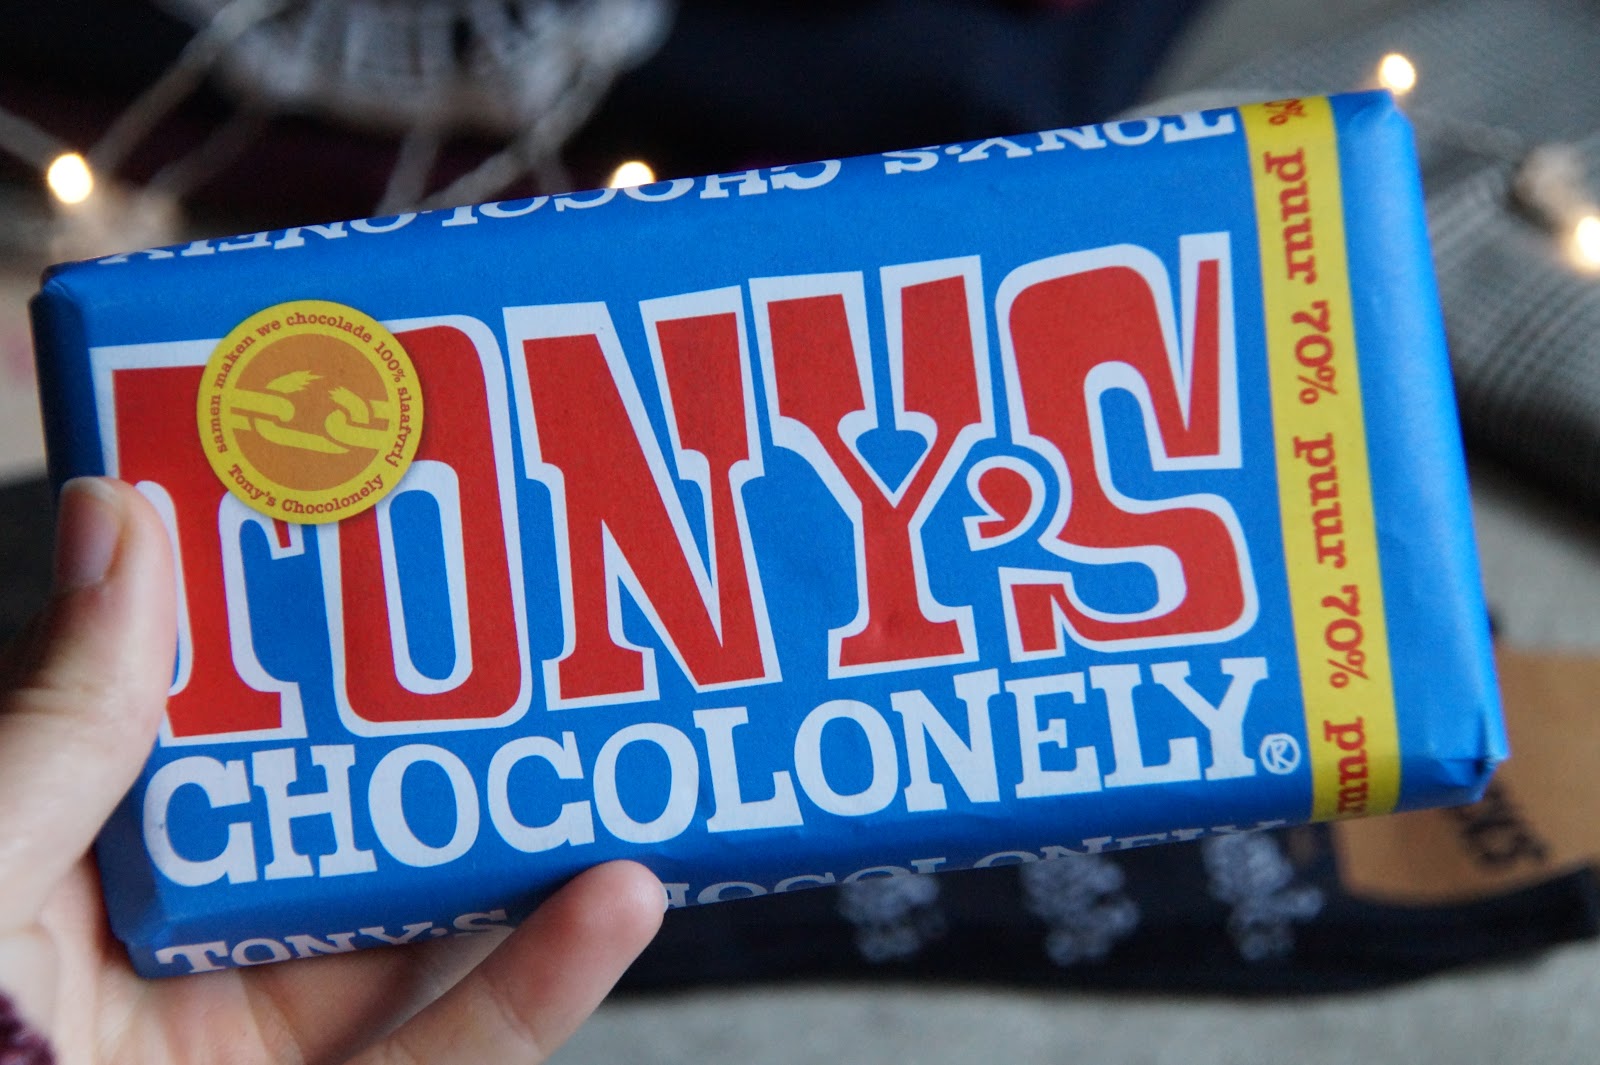 TONY'S CHOCOLONELY
samen maken we chocolade 100% slaafvrij
Tony's Chocolonely
TONY'S
CHOCOLONELY®
TONY'S CHOCOLONELY
puur 70% puur 70% puur 70%